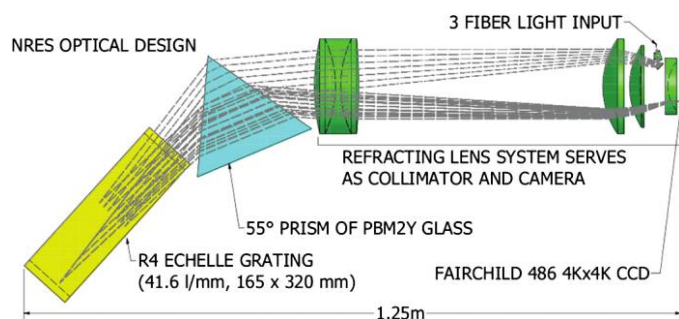 3 FIBER LIGHT INPUT
NRES OPTICAL DESIGN
REFRACTING LENS SYSTEM SERVES
AS COLLIMATOR AND CAMERA
55° PRISM OF PBM2Y GLASS
R4 ECHELLE GRATING
(41.6 l/mm, 165 x 320 mm)
FAIRCHILD 486 4Kx4K CCD
1.25m